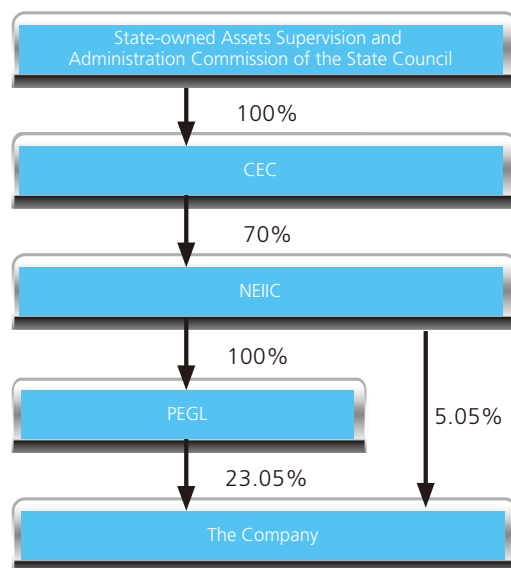 State-owned Assets Supervision and
Administration Commission of the State Council
100%
CEC
70%
NEIIC
100%
PEGL
5.05%
23.05%
The Company